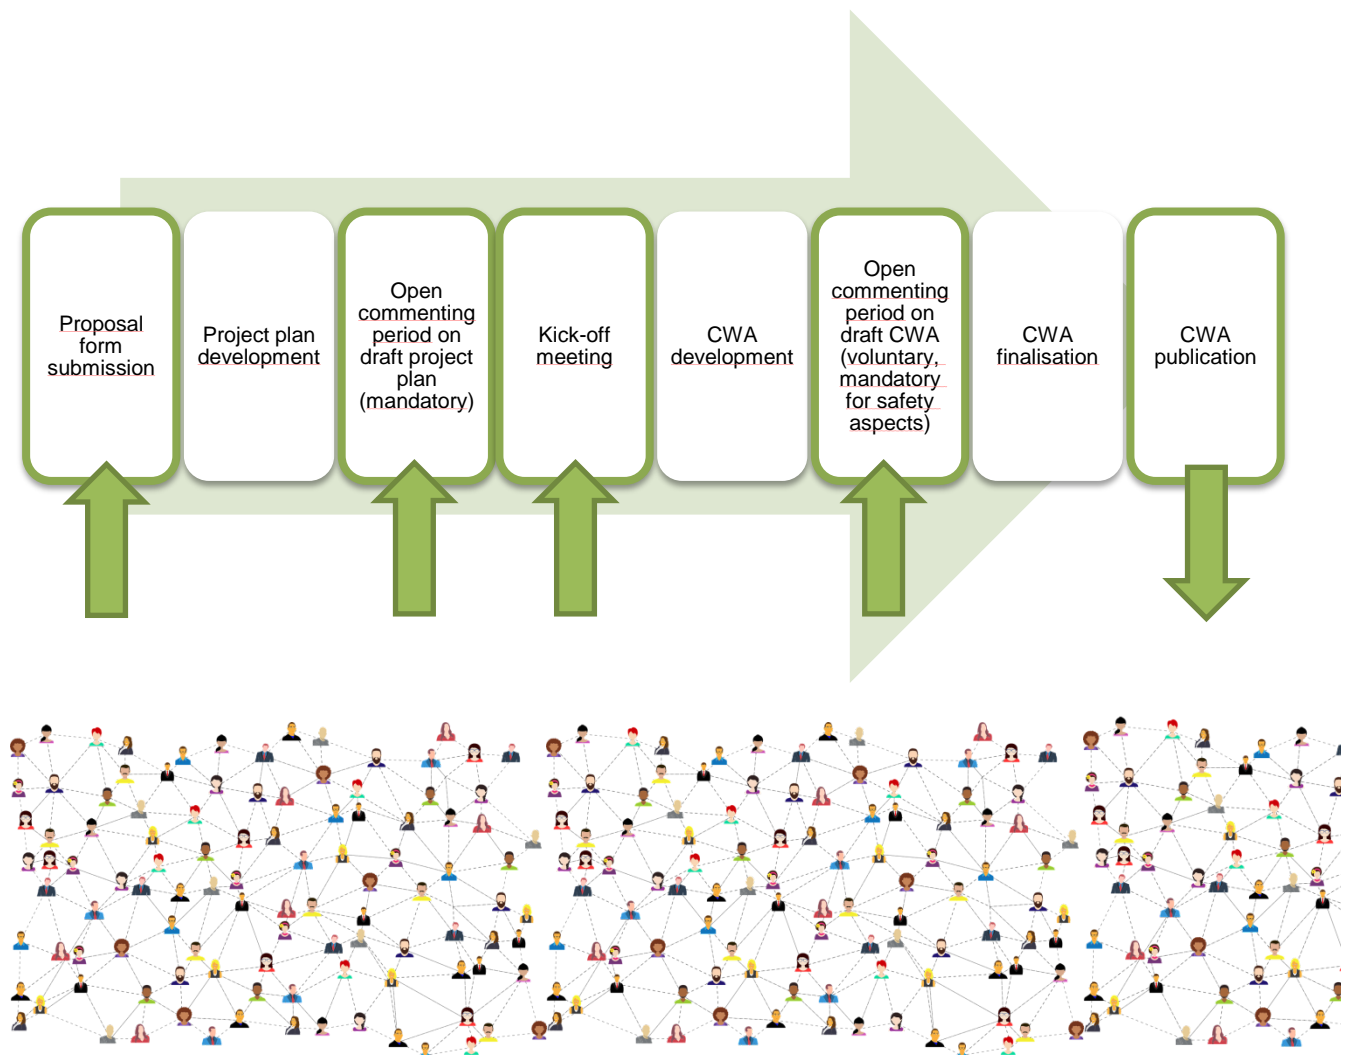 Proposal
form
submission
Project plan
development
Open
commenting
period on
draft project
plan
(mandatory)
Kick-off
meeting
CWA
development
Open
commenting
period on
draft CWA
(voluntary,
mandatory
for safety
aspects)
CWA
finalisation
CWA
publication